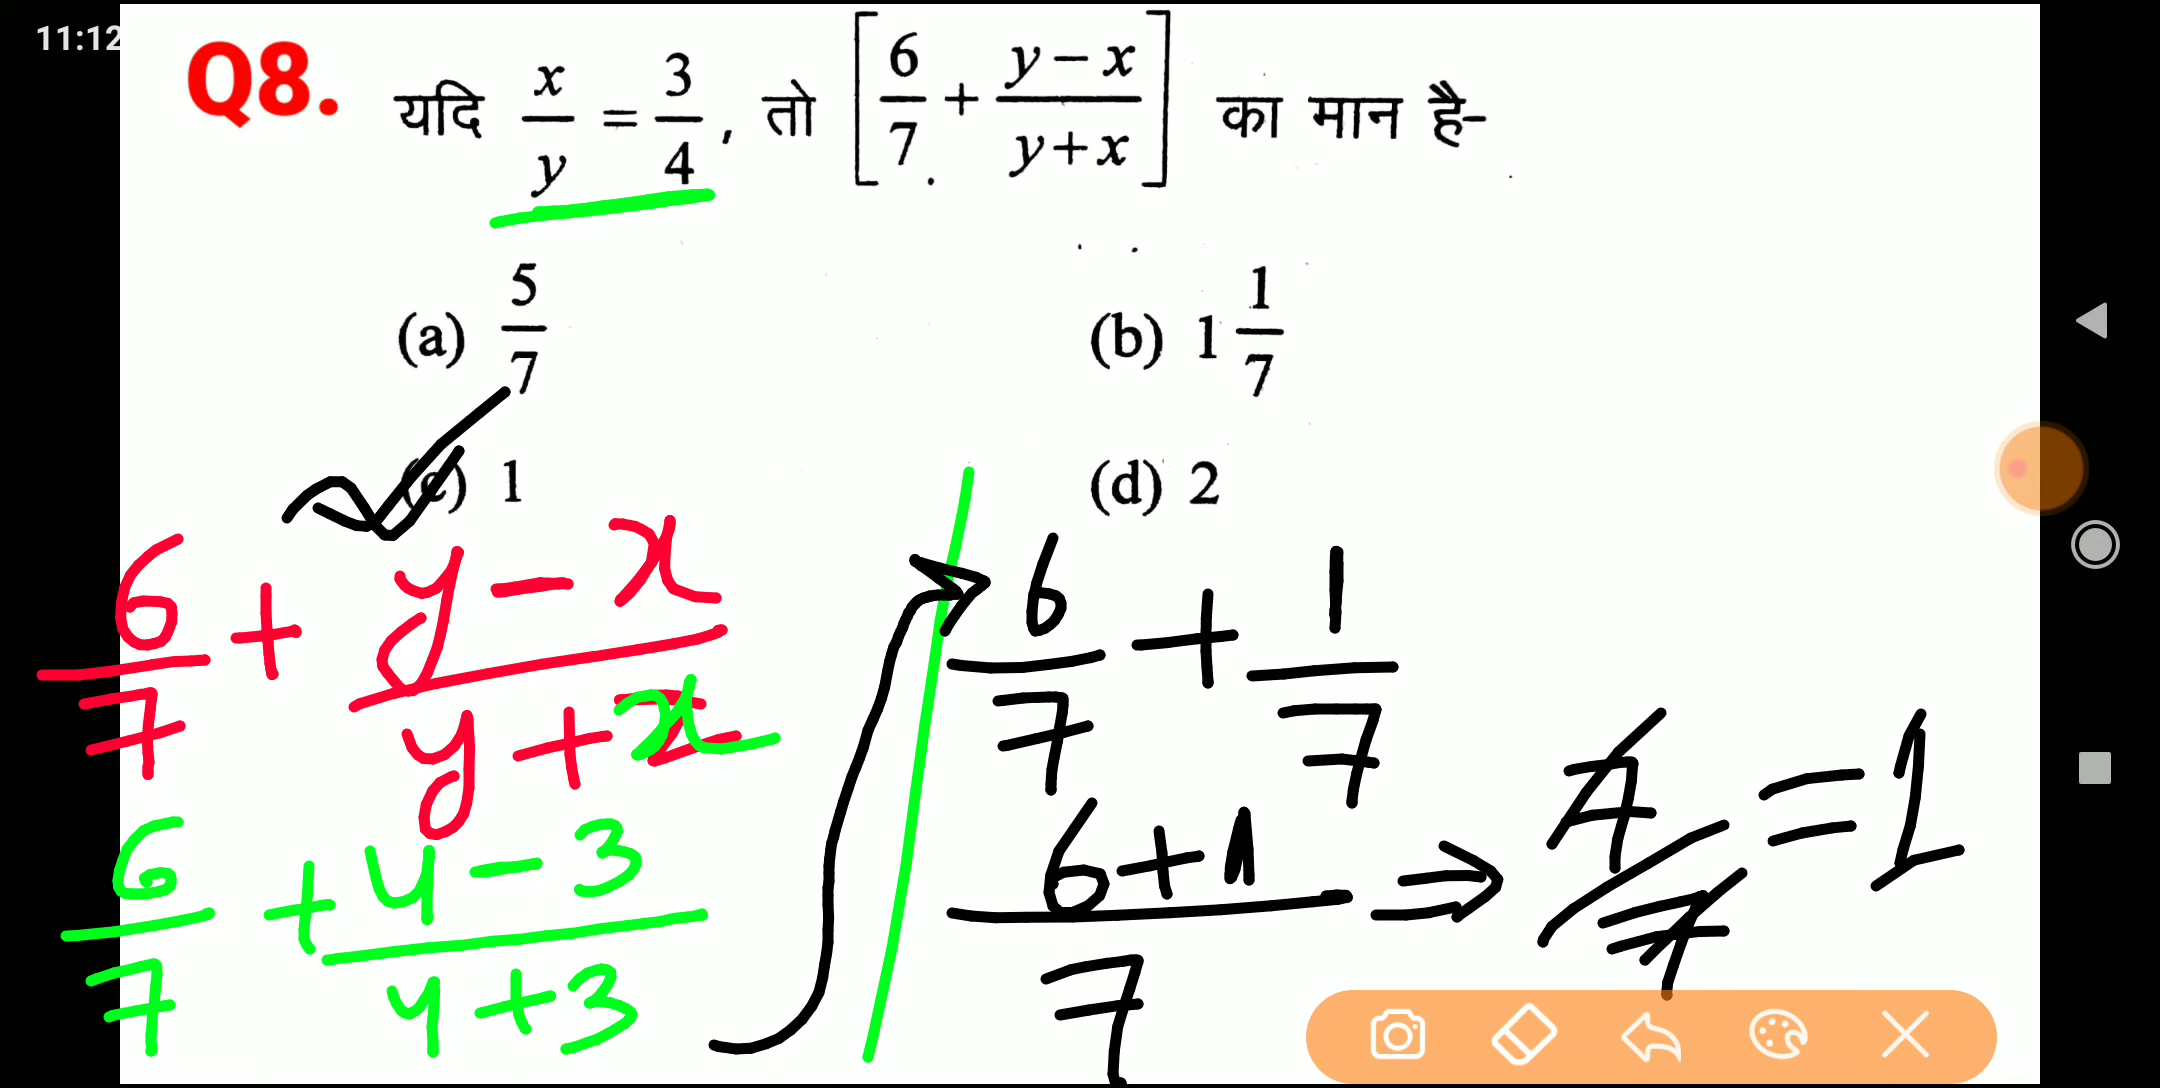 11:12
Q8. यदि x/y = 3/4, तो [6/7 + (y − x)/(y + x)] का मान है-
(a) 5/7 (b) 1 1/7
(c) 1 (d) 2
6/7 + (y − x)/(y + x)
6/7 + (4 − 3)/(4 + 3)
6/7 + 1/7
(6 + 1)/7 ⇒ 7/7 = 1